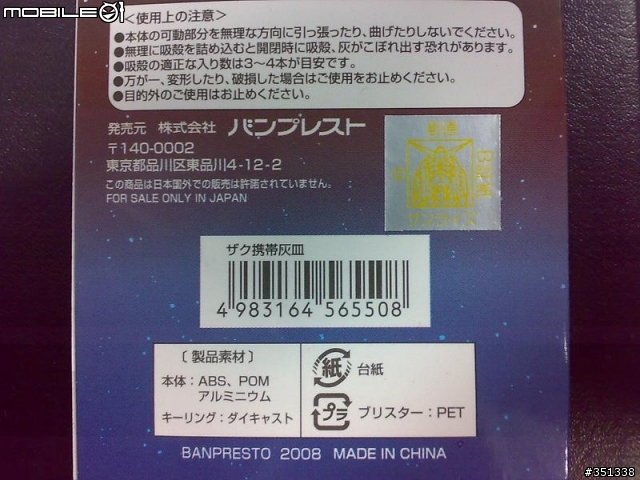 MOBILE01
＜使用上の注意＞
●本体の可動部分を無理な方向に引っ張ったり、曲げたりしないでください。
●無理に吸殻を詰め込むと開閉時に吸殻、灰がこぼれ出す恐れがあります。
●吸殻の適正な入り数は3〜4本が目安です。
●万が一、変形したり、破損した場合はご使用をお止めください。
●目的外のご使用はお止めください。
発売元 株式会社 バンプレスト
〒140-0002
東京都品川区東品川4-12-2
この商品は日本国外での販売は許諾されていません。
FOR SALE ONLY IN JAPAN
サンライズ
ザク携帯灰皿
4 983164 565508
〔製品素材〕
本体：ABS、POM
アルミニウム
キーリング：ダイキャスト
紙 台紙
プラ ブリスター：PET
BANPRESTO 2008 MADE IN CHINA
#351338